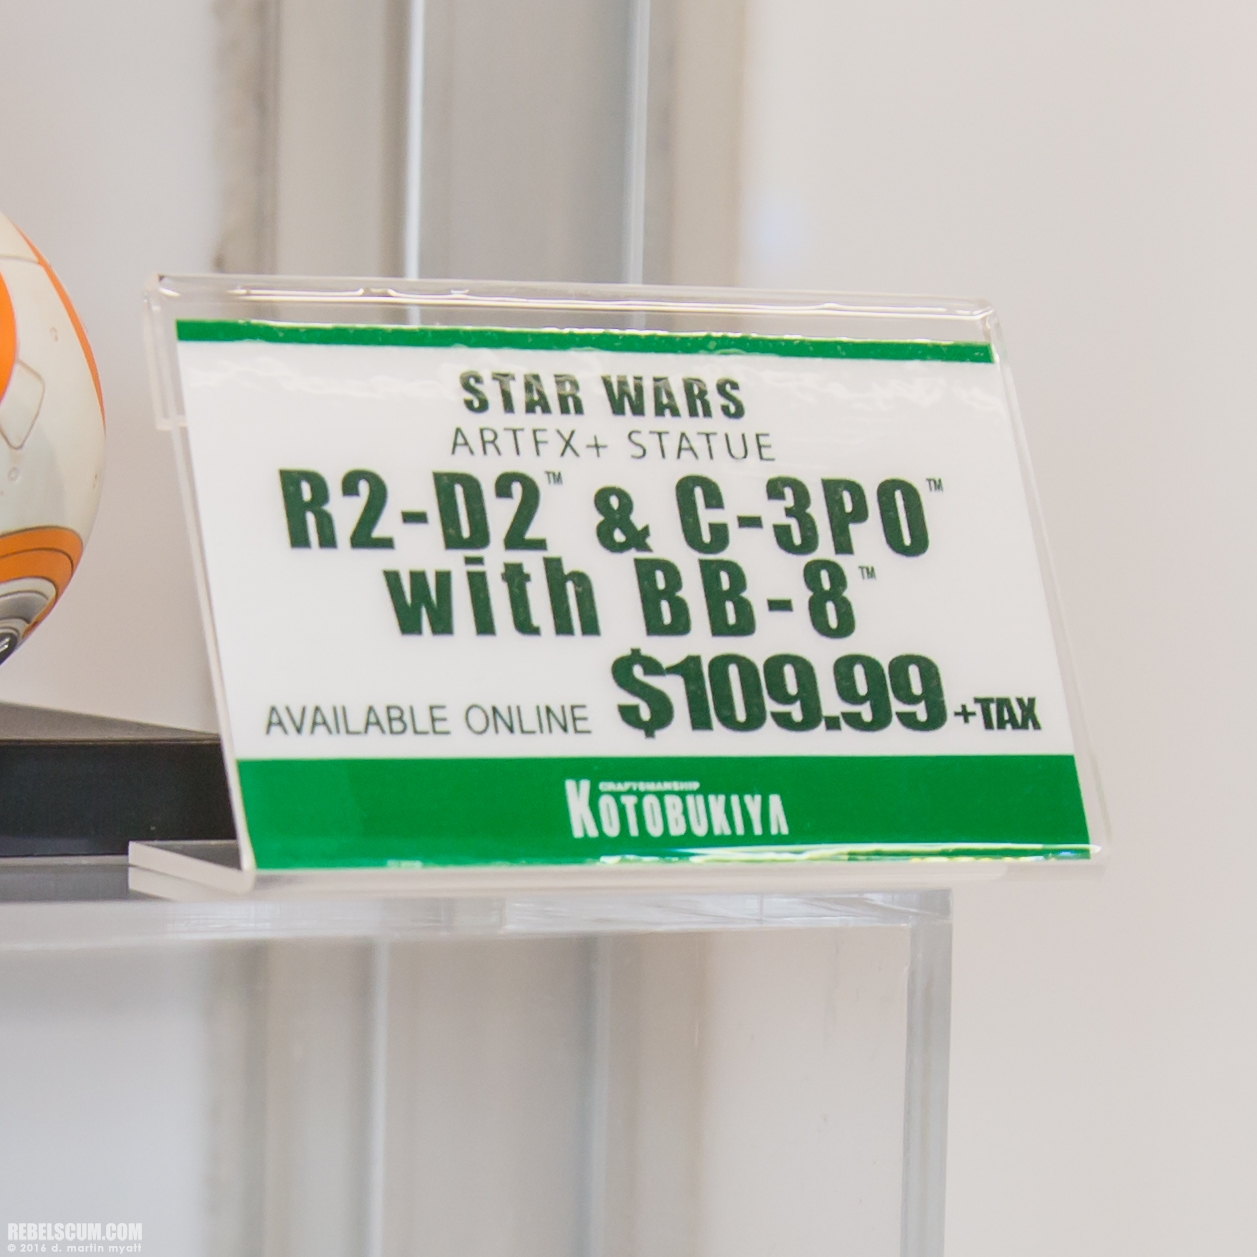 STAR WARS
ARTFX+ STATUE
R2-D2™ & C-3PO™
with BB-8™
AVAILABLE ONLINE $109.99 +TAX
CRAFTSMANSHIP
KOTOBUKIYA
REBELSCUM.COM
© 2016 d. martin myatt